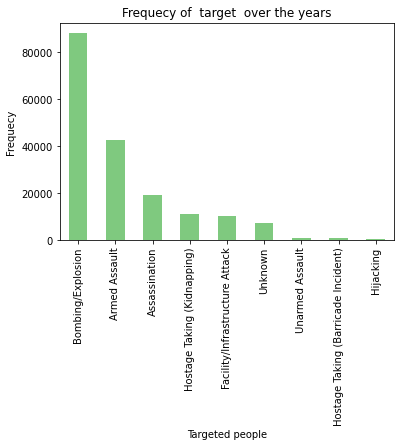 Frequecy of  target  over the years
Frequecy
80000
60000
40000
20000
0
Bombing/Explosion
Armed Assault
Assassination
Hostage Taking (Kidnapping)
Facility/Infrastructure Attack
Unknown
Unarmed Assault
Hostage Taking (Barricade Incident)
Hijacking
Targeted people